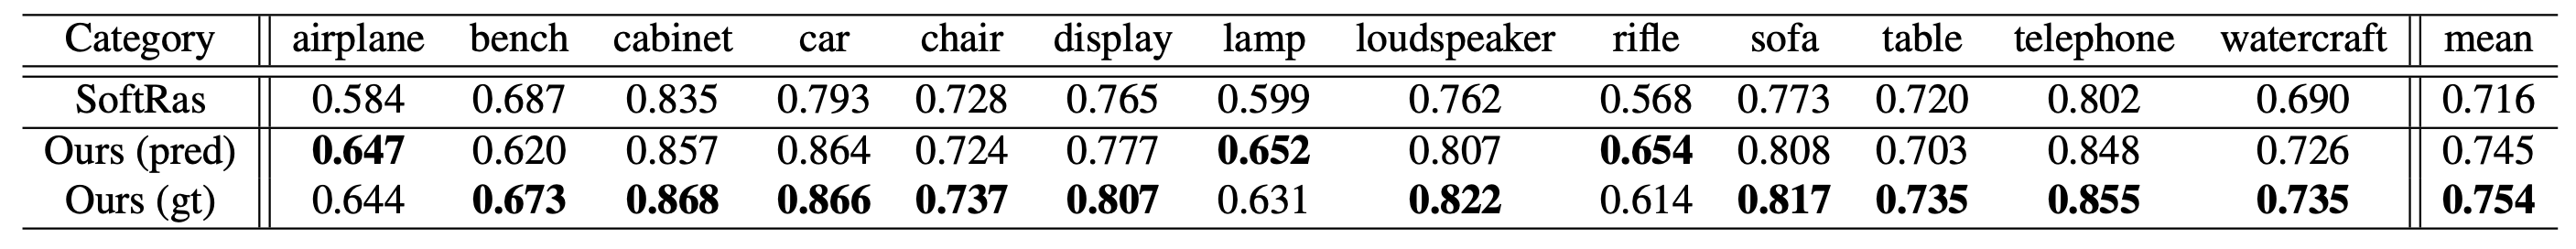 Category airplane bench cabinet car chair display lamp loudspeaker rifle sofa table telephone watercraft mean
SoftRas 0.584 0.687 0.835 0.793 0.728 0.765 0.599 0.762 0.568 0.773 0.720 0.802 0.690 0.716
Ours (pred) 0.647 0.620 0.857 0.864 0.724 0.777 0.652 0.807 0.654 0.808 0.703 0.848 0.726 0.745
Ours (gt) 0.644 0.673 0.868 0.866 0.737 0.807 0.631 0.822 0.614 0.817 0.735 0.855 0.735 0.754